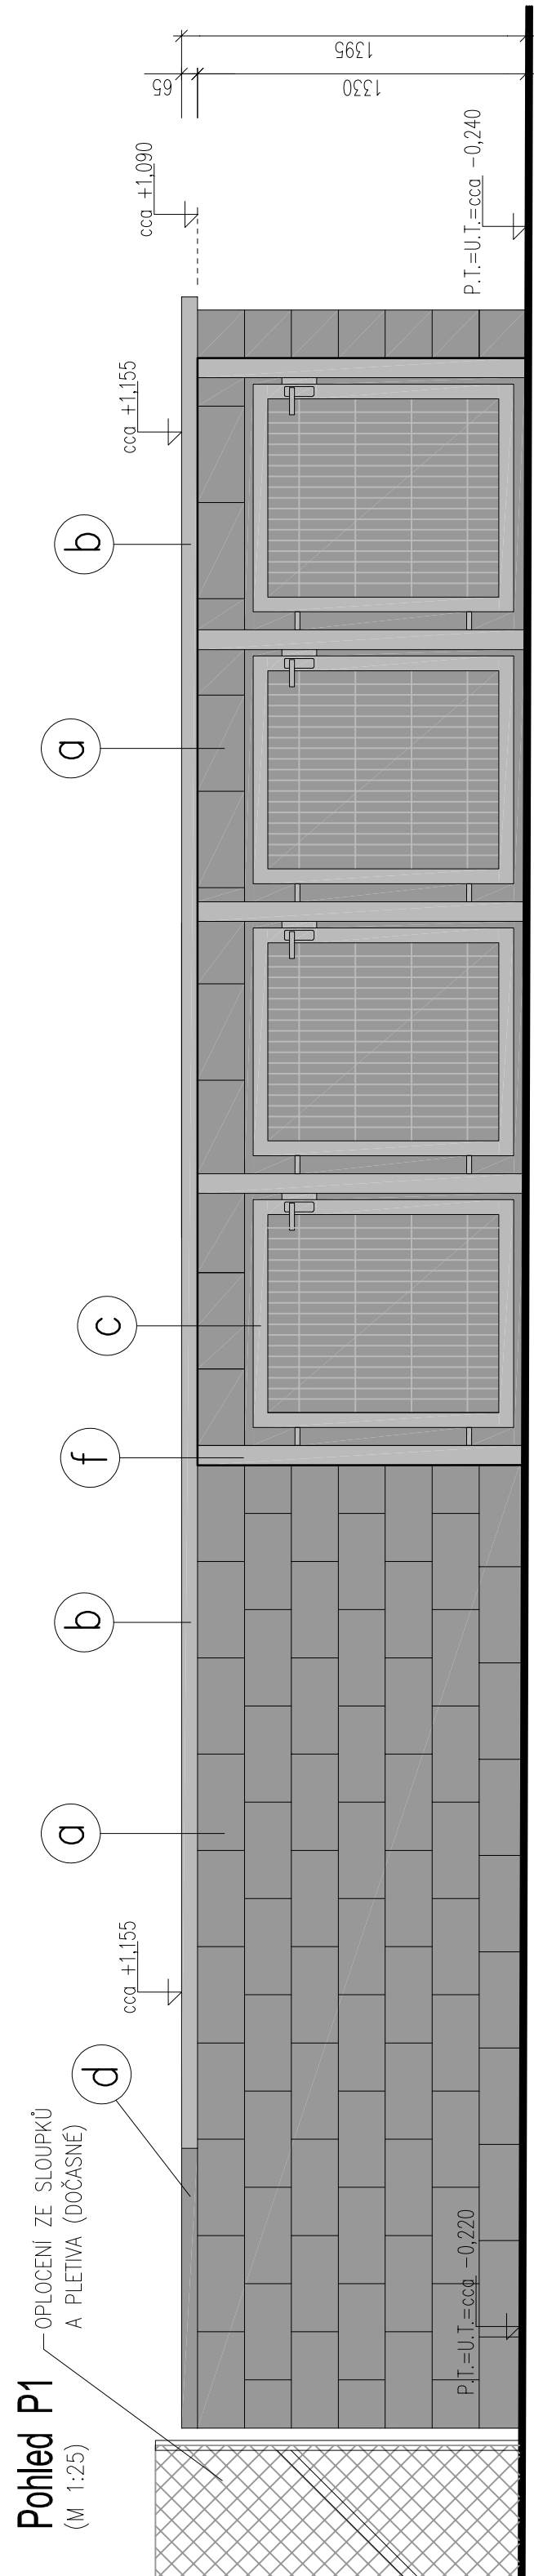 Pohled P1
(M 1:25)
OPLOCENÍ ZE SLOUPKŮ
A PLETIVA (DOČASNÉ)
d
cca +1,155
a
b
f
c
a
b
cca +1,155
cca +1,090
65
1330
1395
P.T.=U.T.=cca -0,220
P.T.=U.T.=cca -0,240